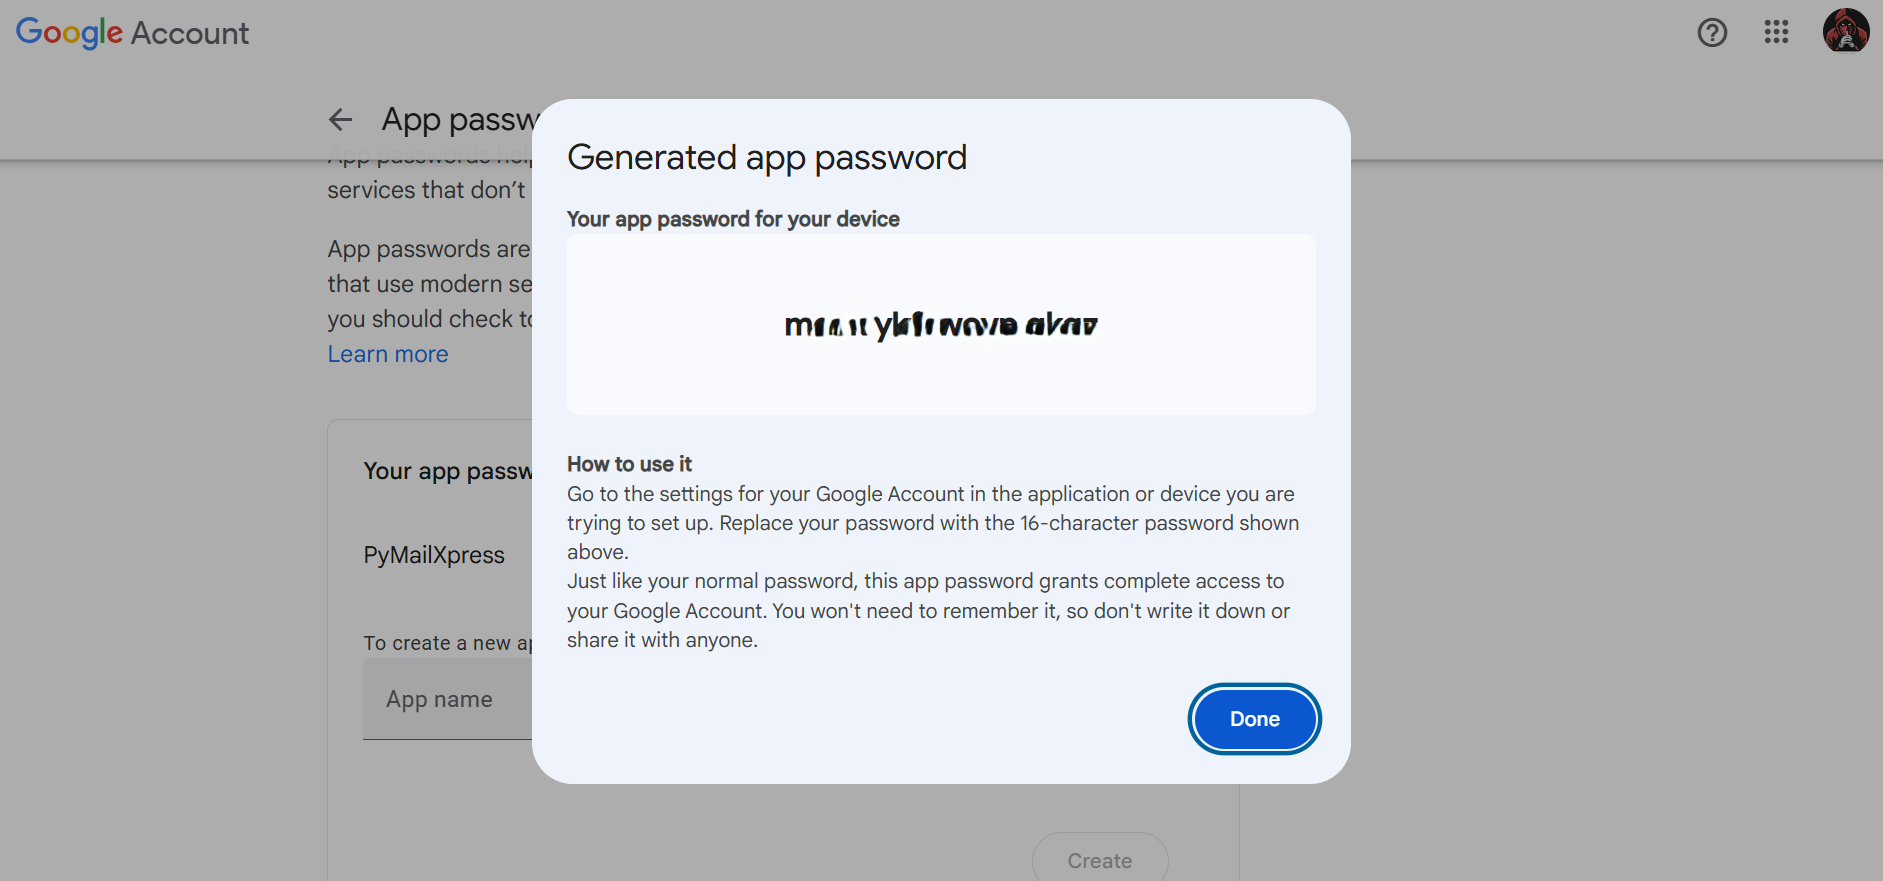 Google Account
App passw
App passwords help
services that don't
App passwords are
that use modern se
you should check to
Learn more
Your app passw
PyMailXpress
To create a new ap
App name
Create
Generated app password
Your app password for your device
How to use it
Go to the settings for your Google Account in the application or device you are
trying to set up. Replace your password with the 16-character password shown
above.
Just like your normal password, this app password grants complete access to
your Google Account. You won't need to remember it, so don't write it down or
share it with anyone.
Done